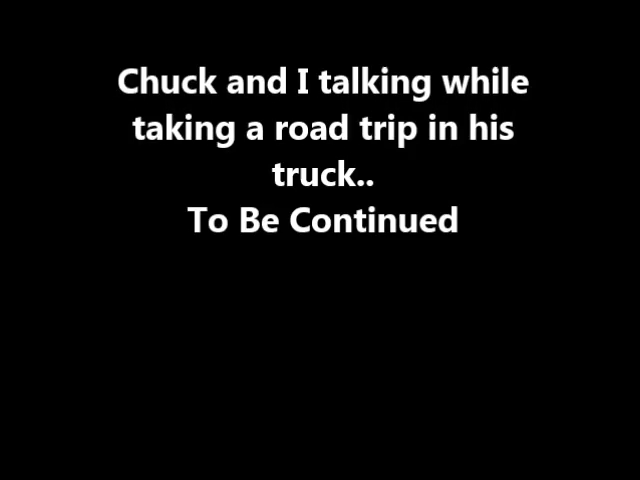 Chuck and I talking while
taking a road trip in his
truck..
To Be Continued